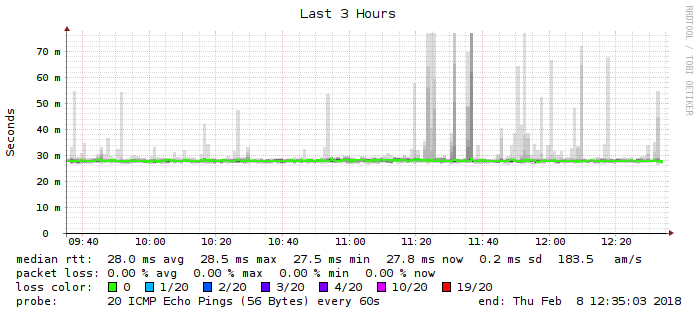 Last 3 Hours
RRDTOOL / TOBI OETIKER
Seconds
70 m
60 m
50 m
40 m
30 m
20 m
10 m
0
09:40 10:00 10:20 10:40 11:00 11:20 11:40 12:00 12:20
median rtt: 28.0 ms avg 28.5 ms max 27.5 ms min 27.8 ms now 0.2 ms sd 183.5 am/s
packet loss: 0.00 % avg 0.00 % max 0.00 % min 0.00 % now
loss color: 0 1/20 2/20 3/20 4/20 10/20 19/20
probe: 20 ICMP Echo Pings (56 Bytes) every 60s end: Thu Feb 8 12:35:03 2018